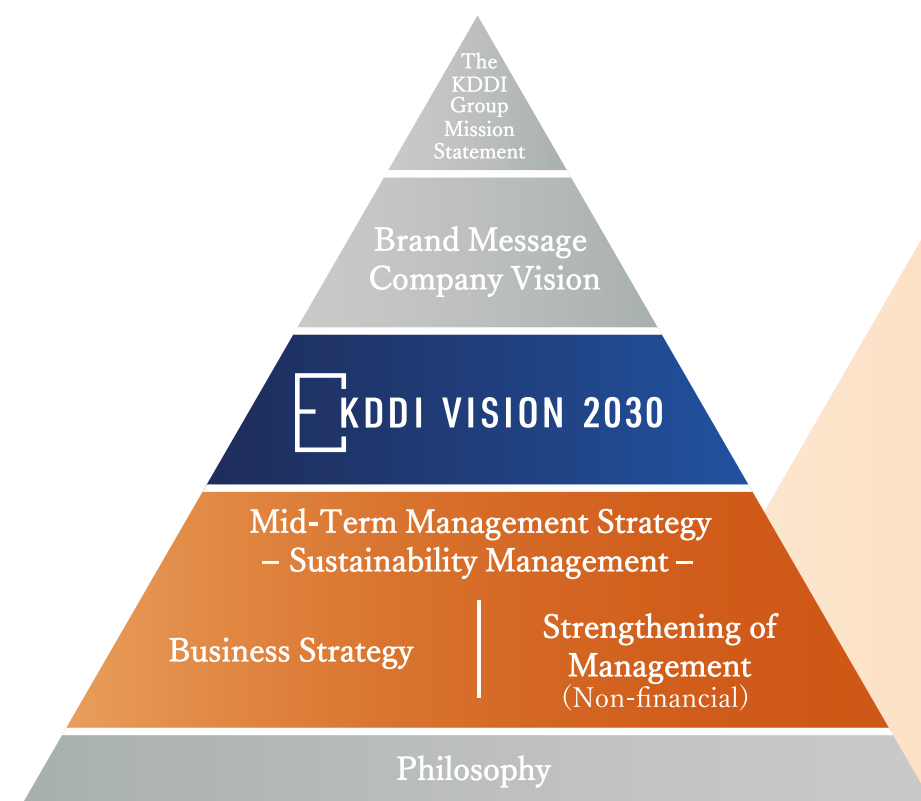 The
KDDI
Group
Mission
Statement
Brand Message
Company Vision
KDDI VISION 2030
Mid-Term Management Strategy
– Sustainability Management –
Business Strategy
Strengthening of
Management
(Non-financial)
Philosophy